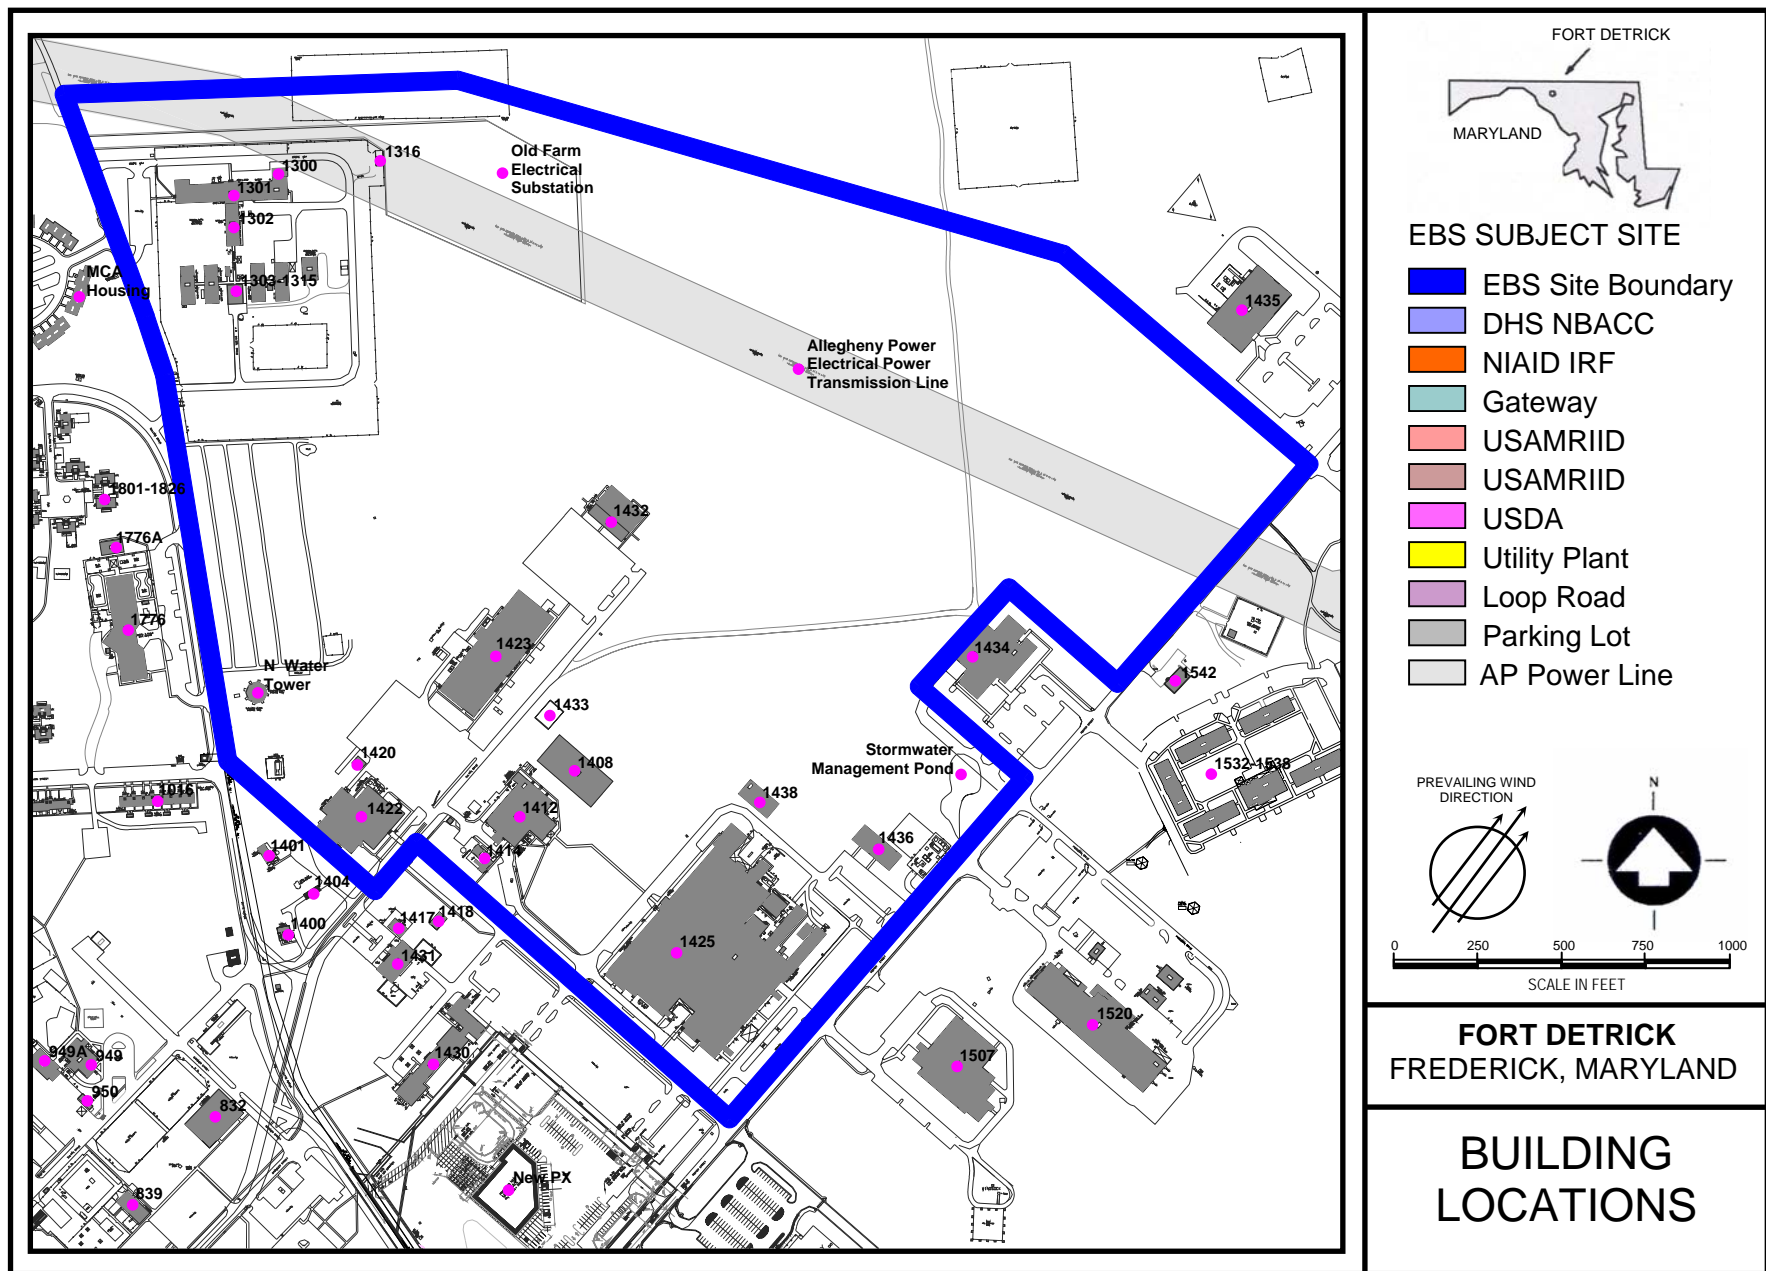 Old Farm
Electrical
Substation
1316
1300
1301
1302
1303-1315
MCA
Housing
1435
Allegheny Power
Electrical Power
Transmission Line
1801-1826
1432
1776A
1776
1423
1434
N Water
Tower
1542
1433
1420
1408
Stormwater
Management Pond
1532-1538
1016
1422
1412
1438
1436
1401
1414
1404
1417
1418
1400
1431
1425
1520
949A
949
1430
1507
950
832
New PX
839
FORT DETRICK
MARYLAND
EBS SUBJECT SITE
EBS Site Boundary
DHS NBACC
NIAID IRF
Gateway
USAMRIID
USAMRIID
USDA
Utility Plant
Loop Road
Parking Lot
AP Power Line
PREVAILING WIND
DIRECTION
N
0 250 500 750 1000
SCALE IN FEET
FORT DETRICK
FREDERICK, MARYLAND
BUILDING
LOCATIONS